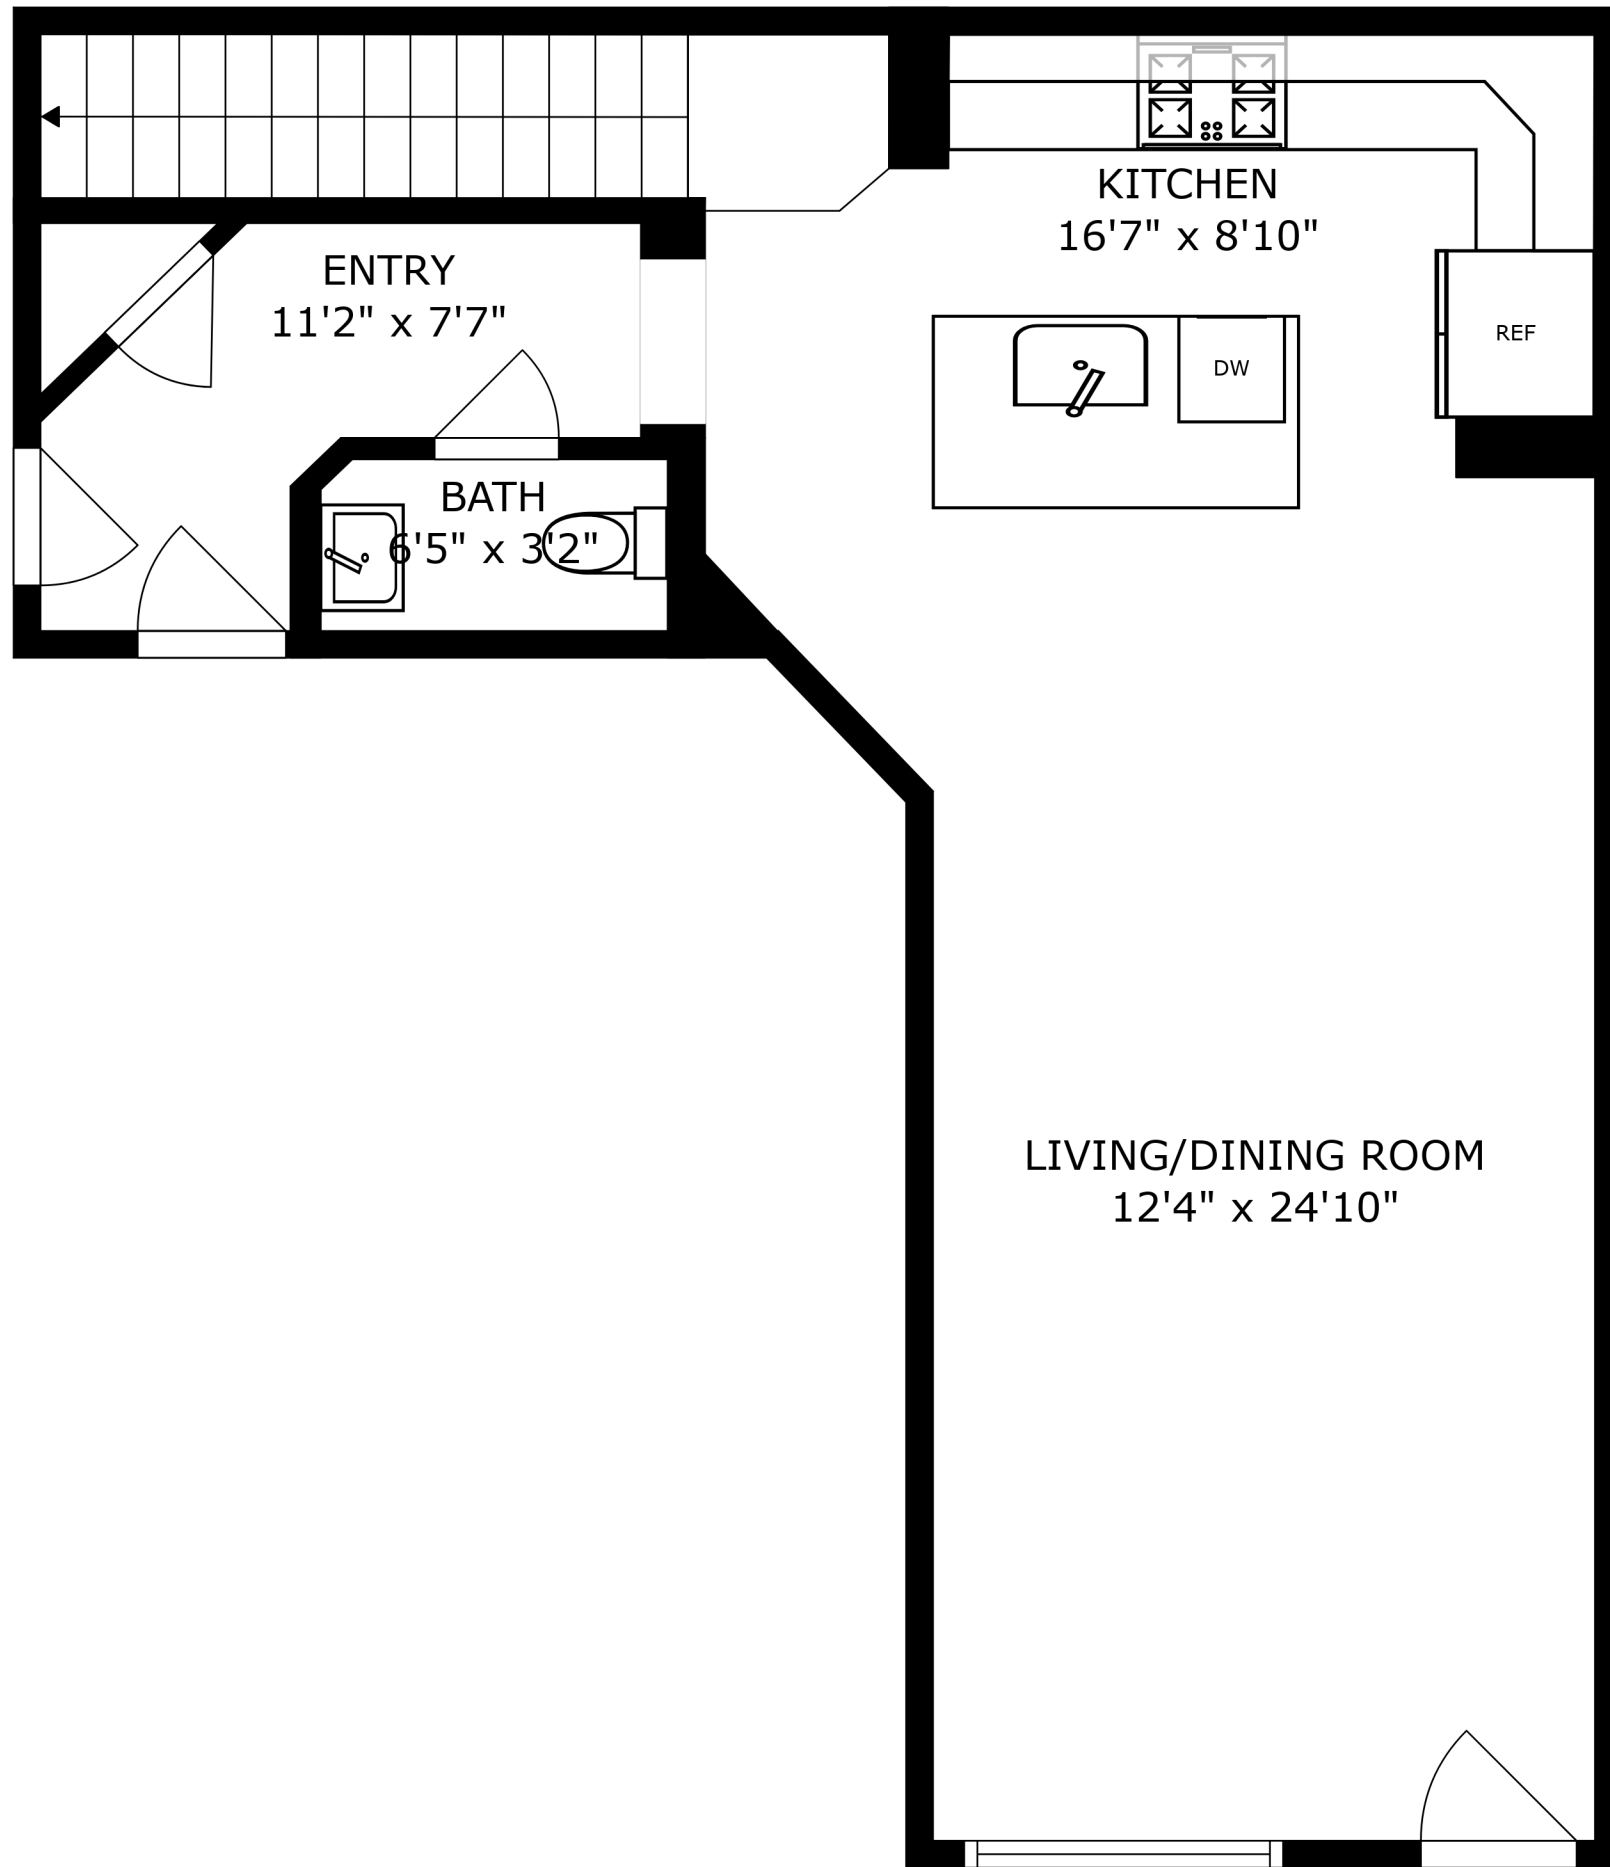 KITCHEN
16'7" x 8'10"
ENTRY
11'2" x 7'7"
REF
DW
BATH
6'5" x 3'2"
LIVING/DINING ROOM
12'4" x 24'10"